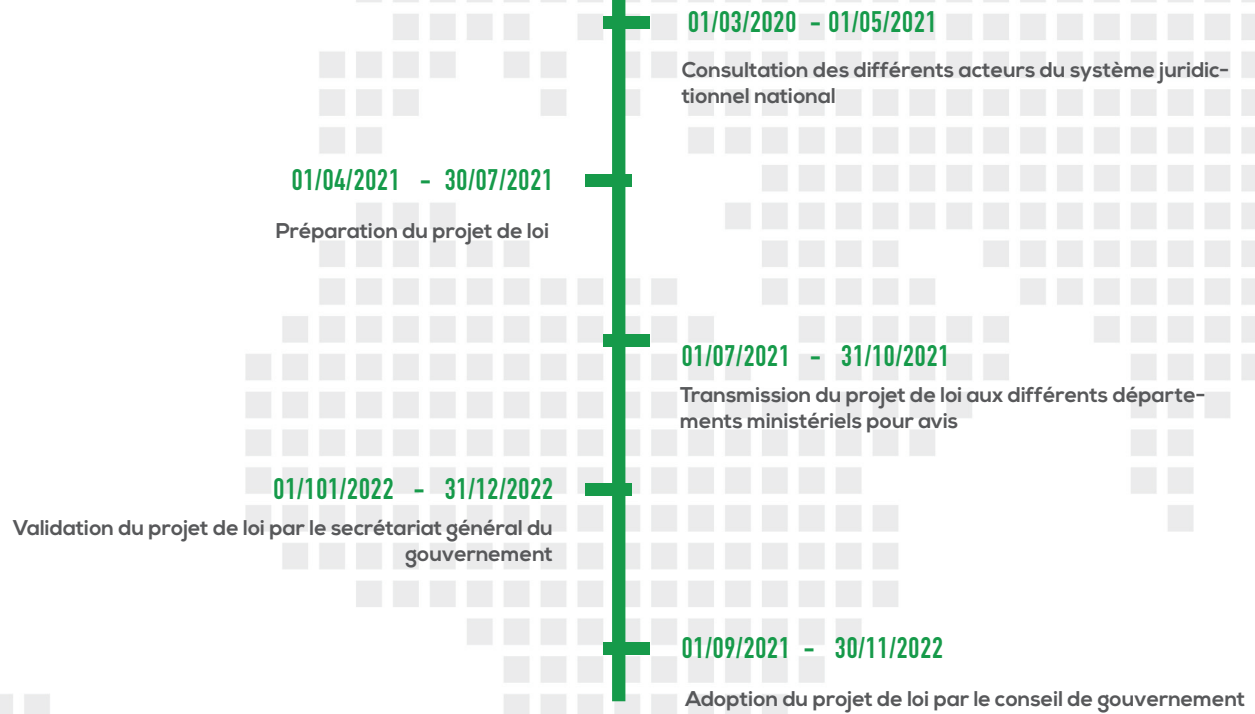 01/03/2020 - 01/05/2021
Consultation des différents acteurs du système juridic-
tionnel national
01/04/2021 - 30/07/2021
Préparation du projet de loi
01/07/2021 - 31/10/2021
Transmission du projet de loi aux différents départe-
ments ministériels pour avis
01/101/2022 - 31/12/2022
Validation du projet de loi par le secrétariat général du
gouvernement
01/09/2021 - 30/11/2022
Adoption du projet de loi par le conseil de gouvernement